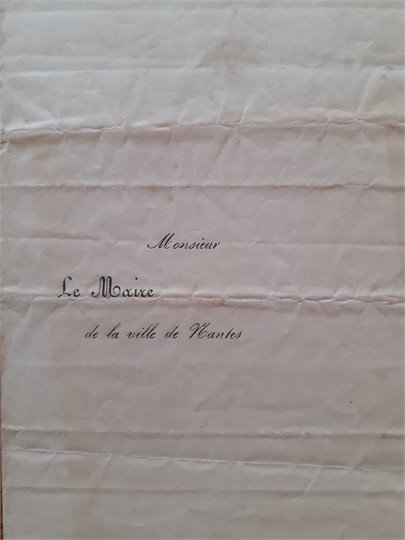 Monsieur
Le Maire
de la ville de Nantes